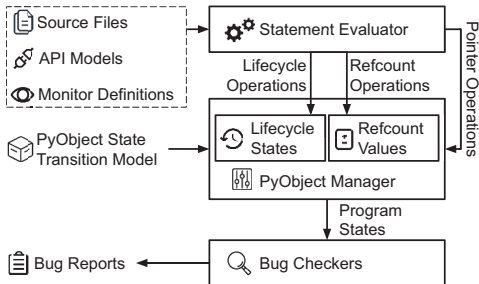 Source Files
API Models
Monitor Definitions
Statement Evaluator
Lifecycle
Operations
Refcount
Operations
Pointer Operations
PyObject State
Transition Model
Lifecycle
States
Refcount
Values
PyObject Manager
Program
States
Bug Reports
Bug Checkers